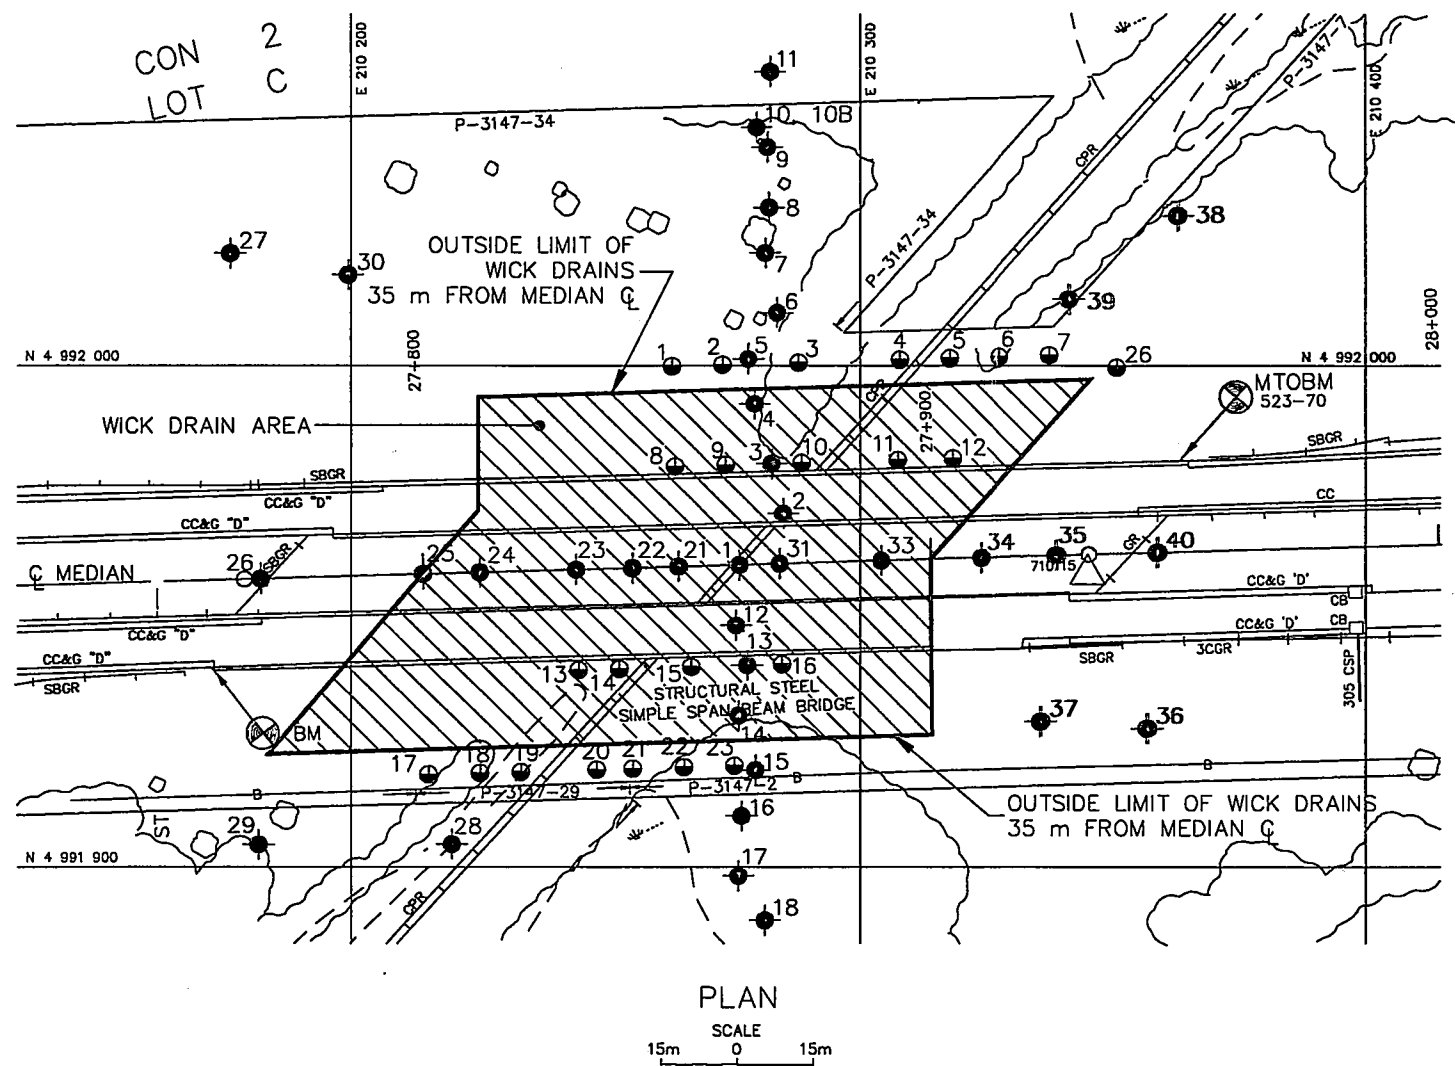 CON 2
LOT C
E 210 200
E 210 300
E 210 400
11
P-3147-34
10 10B
9
8
7
6
P-3147-34
CPR
P-3147-
38
39
27
30
OUTSIDE LIMIT OF
WICK DRAINS
35 m FROM MEDIAN ℄
27+800
28+000
N 4 992 000
1
2
5
3
4
5
6
7
26
N 4 992 000
MTOBM
523-70
4
CPR
27+900
WICK DRAIN AREA
8
9
3
10
11
12
SBGR
SBGR
CC&G "D"
CC&G "D"
2
CC
℄ MEDIAN
26
SBGR
25
24
23
22
21
1
31
33
34
35
710715
GR
40
CC&G 'D'
CB
CC&G "D"
12
CC&G 'D'
CB
CC&G "D"
SBGR
13
14
15
13
16
SBGR
3CGR
305 CSP
STRUCTURAL STEEL
SIMPLE SPAN BEAM BRIDGE
14
BM
37
36
17
18
19
20
21
22
23
15
B
B
B
P-3147-29
P-3147-2
16
OUTSIDE LIMIT OF WICK DRAINS
35 m FROM MEDIAN ℄
ST
29
28
N 4 991 900
17
CPR
18
PLAN
SCALE
15m 0 15m